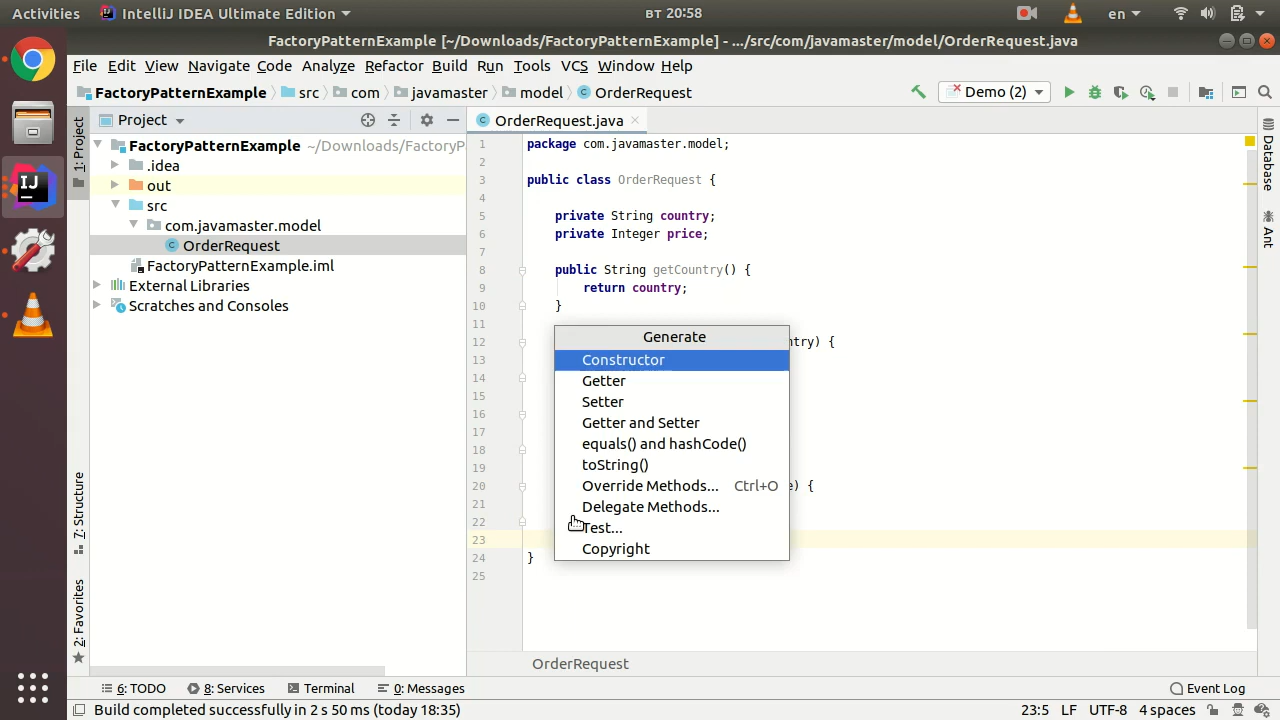 Activities IntelliJ IDEA Ultimate Edition вт 20:58 en
FactoryPatternExample [~/Downloads/FactoryPatternExample] - .../src/com/javamaster/model/OrderRequest.java
File Edit View Navigate Code Analyze Refactor Build Run Tools VCS Window Help
FactoryPatternExample src com javamaster model OrderRequest Demo (2)
1: Project
7: Structure
2: Favorites
Project
FactoryPatternExample ~/Downloads/FactoryP
.idea
out
src
com.javamaster.model
OrderRequest
FactoryPatternExample.iml
External Libraries
Scratches and Consoles
OrderRequest.java
1 package com.javamaster.model;
2
3 public class OrderRequest {
4
5 private String country;
6 private Integer price;
7
8 public String getCountry() {
9 return country;
10 }
11
12 ntry) {
13
14
15
16
17
18
19
20 e) {
21
22
23
24 }
25
Generate
Constructor
Getter
Setter
Getter and Setter
equals() and hashCode()
toString()
Override Methods... Ctrl+O
Delegate Methods...
Test...
Copyright
OrderRequest
Database
Ant
6: TODO 8: Services Terminal 0: Messages Event Log
Build completed successfully in 2 s 50 ms (today 18:35) 23:5 LF UTF-8 4 spaces